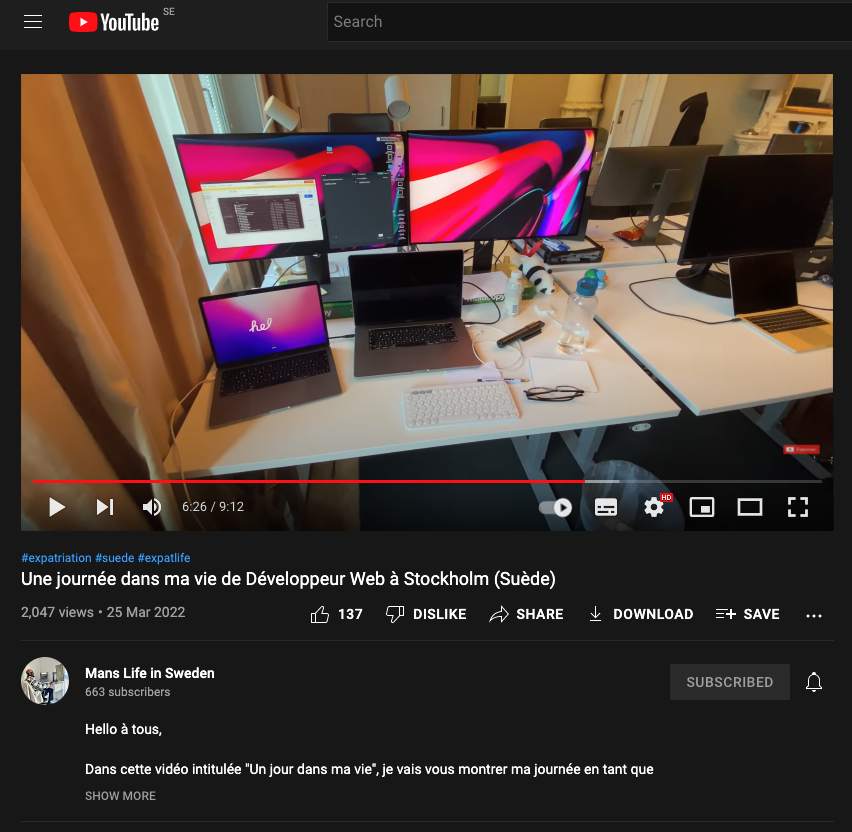 YouTube SE
Search
hel
6:26 / 9:12
HD
#expatriation #suede #expatlife
Une journée dans ma vie de Développeur Web à Stockholm (Suède)
2,047 views • 25 Mar 2022
137
DISLIKE
SHARE
DOWNLOAD
SAVE
Mans Life in Sweden
663 subscribers
SUBSCRIBED
Hello à tous,
Dans cette vidéo intitulée "Un jour dans ma vie", je vais vous montrer ma journée en tant que
SHOW MORE